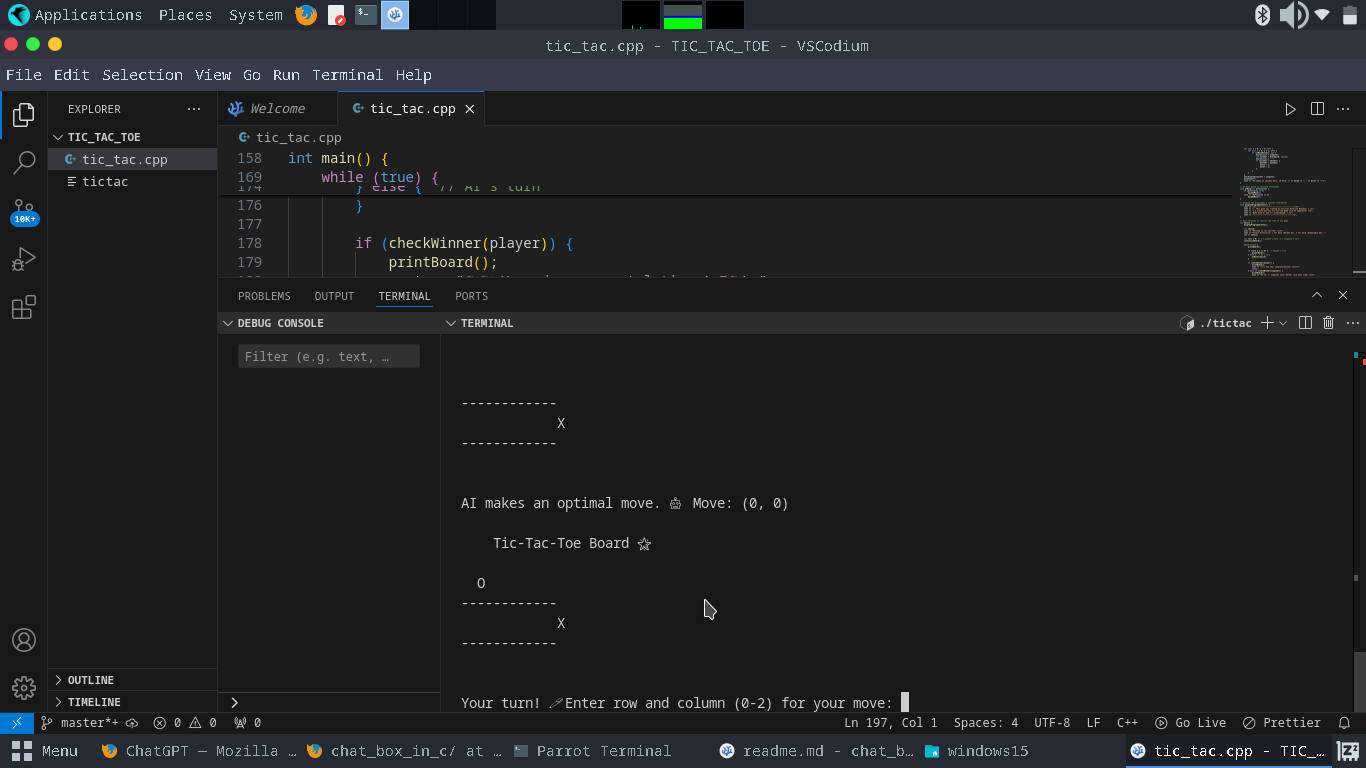 Applications Places System
tic_tac.cpp - TIC_TAC_TOE - VSCodium
File Edit Selection View Go Run Terminal Help
EXPLORER
TIC_TAC_TOE
tic_tac.cpp
tictac
OUTLINE
TIMELINE
10K+
Welcome
tic_tac.cpp
tic_tac.cpp
158 int main() {
169 while (true) {
174 } else { // AI's turn
176 }
177
178 if (checkWinner(player)) {
179 printBoard();
PROBLEMS OUTPUT TERMINAL PORTS
DEBUG CONSOLE
Filter (e.g. text, …
TERMINAL
./tictac
------------
X
------------
AI makes an optimal move. 🤖 Move: (0, 0)
Tic-Tac-Toe Board ☆
O
------------
X
------------
Your turn! 🖊Enter row and column (0-2) for your move:
master*+ 0 0 0 Ln 197, Col 1 Spaces: 4 UTF-8 LF C++ Go Live Prettier
Menu ChatGPT — Mozilla … chat_box_in_c/ at … Parrot Terminal readme.md - chat_b… windows15 tic_tac.cpp - TIC_…